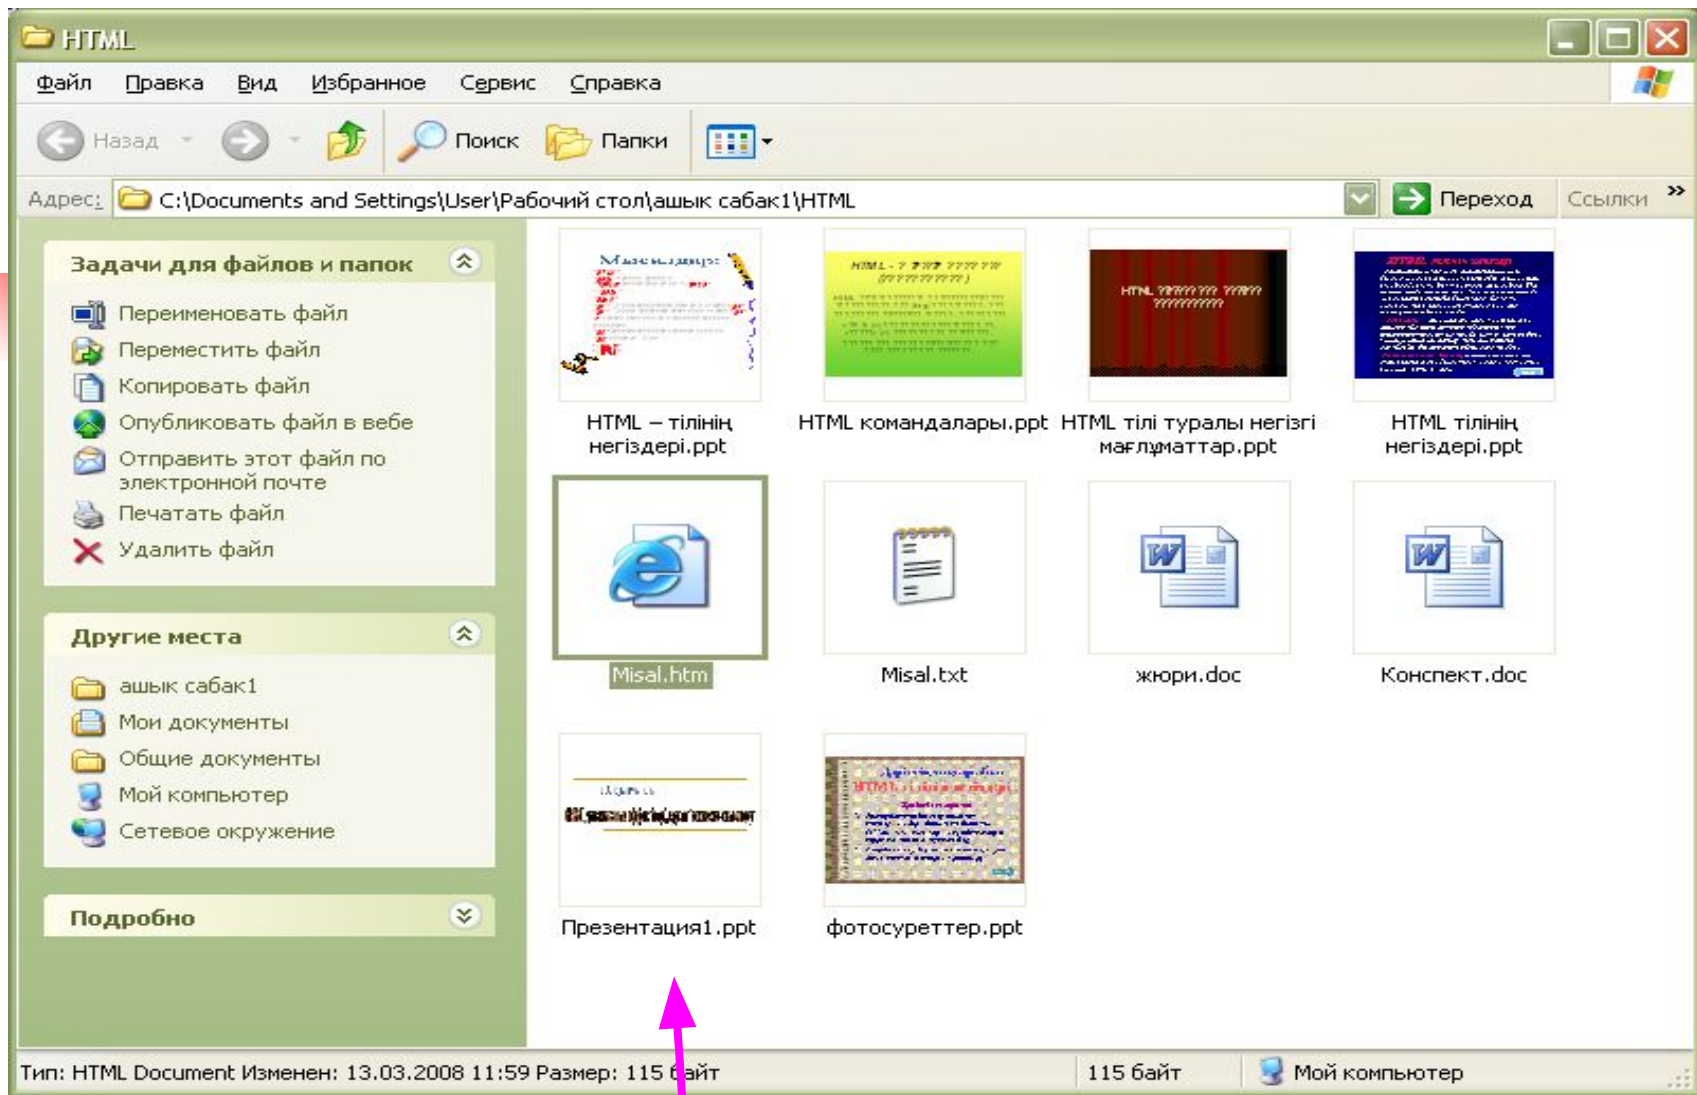 HTML
Файл Правка Вид Избранное Сервис Справка
Назад Поиск Папки
Адрес: C:\Documents and Settings\User\Рабочий стол\ашык сабак1\HTML Переход Ссылки »
Задачи для файлов и папок
Переименовать файл
Переместить файл
Копировать файл
Опубликовать файл в вебе
Отправить этот файл по
электронной почте
Печатать файл
Удалить файл
Другие места
ашык сабак1
Мои документы
Общие документы
Мой компьютер
Сетевое окружение
Подробно
HTML – тілінің
негіздері.ppt
HTML командалары.ppt
HTML тілі туралы негізгі
мағлұматтар.ppt
HTML тілінің
негіздері.ppt
Misal.htm
Misal.txt
жюри.doc
Конспект.doc
Презентация1.ppt
фотосуреттер.ppt
Тип: HTML Document Изменен: 13.03.2008 11:59 Размер: 115 байт 115 байт Мой компьютер